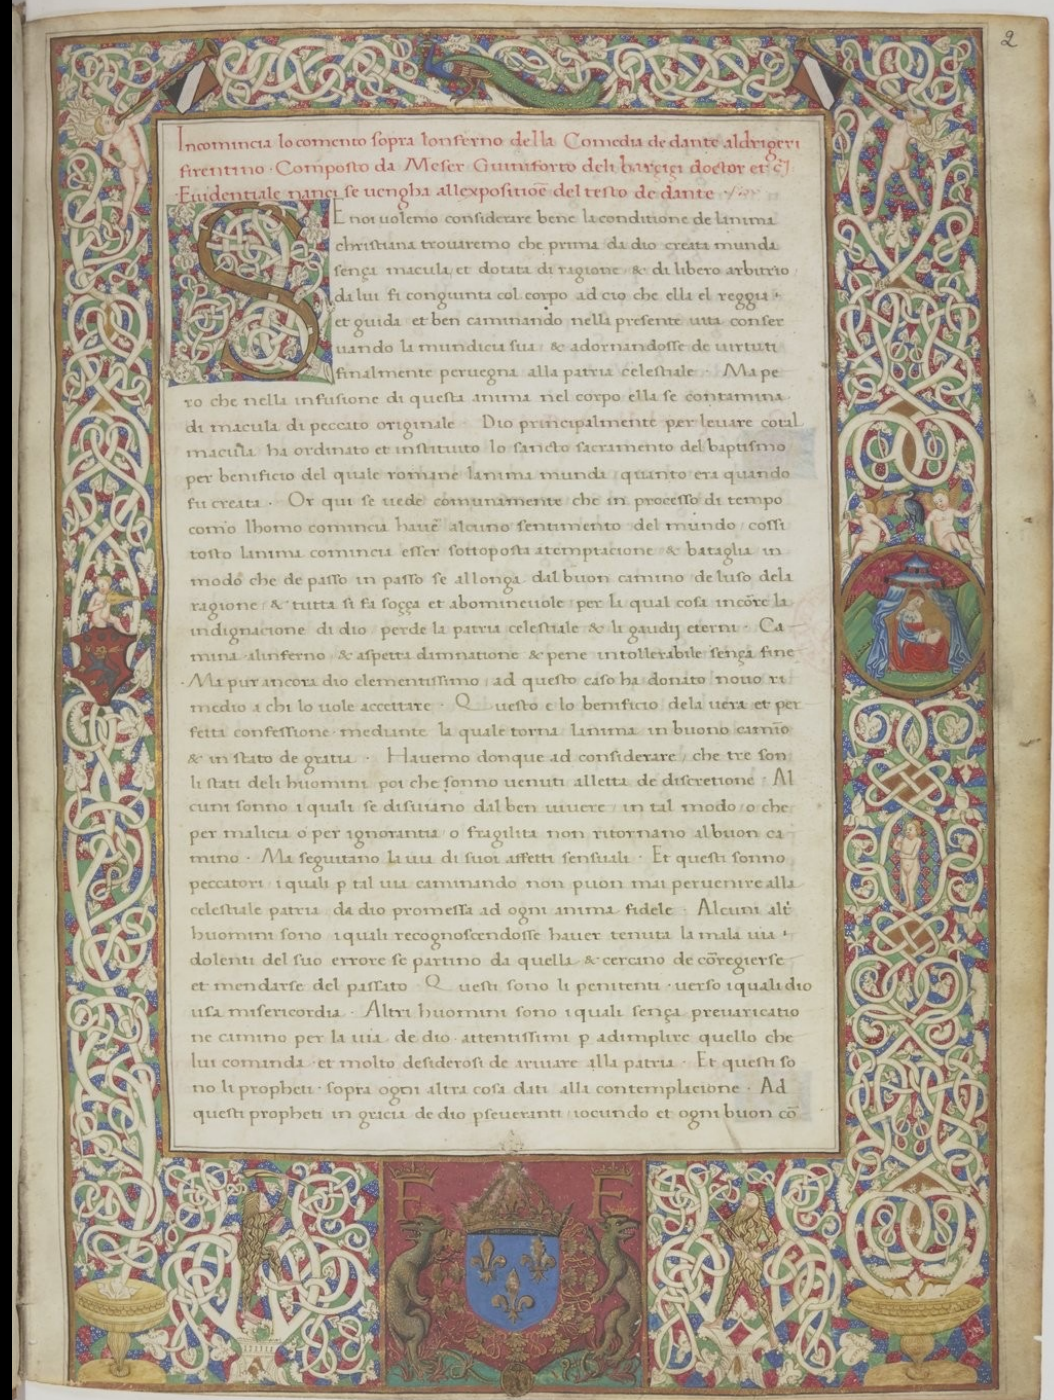 2
Incomincia lo comento sopra lonferno della Comedia de dante aldrigeri
firentino · Composto da Meser Guiniforto deli barçiçi doctor et
Euidentiale nanci se uengha allexpositiōe del testo de dante
SE noi uolemo considerare bene la conditione de lanima
christiana trouaremo che prima da dio creata munda
sença macula et dotata di ragione & di libero arbitrio
da lui fi congiunta col corpo ad cio che ella el reggia ·
et guida et ben caminando nella presente uita conser
uando la mundicia sua & adornandosse de uirtuti
finalmente peruegna alla patria celestiale · Ma pe
ro che nella infusione di questa anima nel corpo ella se contamina
di macula di peccato originale · Dio principalmente per leuare cotal
macula ha ordinato et instituito lo sancto sacramento del baptismo
per benificio del quale romane lanima munda quanto era quando
fu creata · Or qui se uede comunamente che in processo di tempo
como lhomo comincia hauē alcuno sentimento del mundo cossi
tosto lanima comincia esser sottoposta a temptacione & bataglia in
modo che de passo in passo se allonga dal buon camino de luso dela
ragione & tutta si fa soçça et abomineuole per la qual cosa incōre la
indignacione di dio perde la patria celestiale & li gaudij eterni · Ca
mina alinferno & aspetta damnatione & pene intollerabile sença fine
· Ma pur ancora dio clementissimo ad questo caso ha donato nouo ri
medio a chi lo uole accettare · Questo e lo benificio dela uera et per
fetta confessione mediante la quale torna lanima in buono camīo
& in stato de gratia · Hauemo donque ad considerare che tre son
li stati deli huomini poi che sonno uenuti alletta de discretione · Al
cuni sonno i quali se disuiano dal ben uiuere in tal modo o che
per malicia o per ignorantia o fragilita non ritornano al buon ca
mino · Ma seguitano la uia di suoi affetti sensuali · Et questi sonno
peccatori i quali p tal uia caminando non puon mai peruenire alla
celestiale patria da dio promessa ad ogni anima fidele · Alcuni alt̄
huomini sono i quali recognoscendosse hauer tenuta la mala uia ·
dolenti del suo errore se partino da quella & cercano de cōregierse
et mendarse del passato · Questi sono li penitenti · uerso i quali dio
usa misericordia · Altri huomini sono i quali sença preuaricatio
ne camino per la uia de dio attentissimi p adimplire quello che
lui comanda et molto desiderosi de ariuare alla patria · Et questi so
no li propheti · sopra ogni altra cosa dati alla contemplacione · Ad
questi propheti in gracia de dio pseueranti iocundo et ogni buon cō
F F